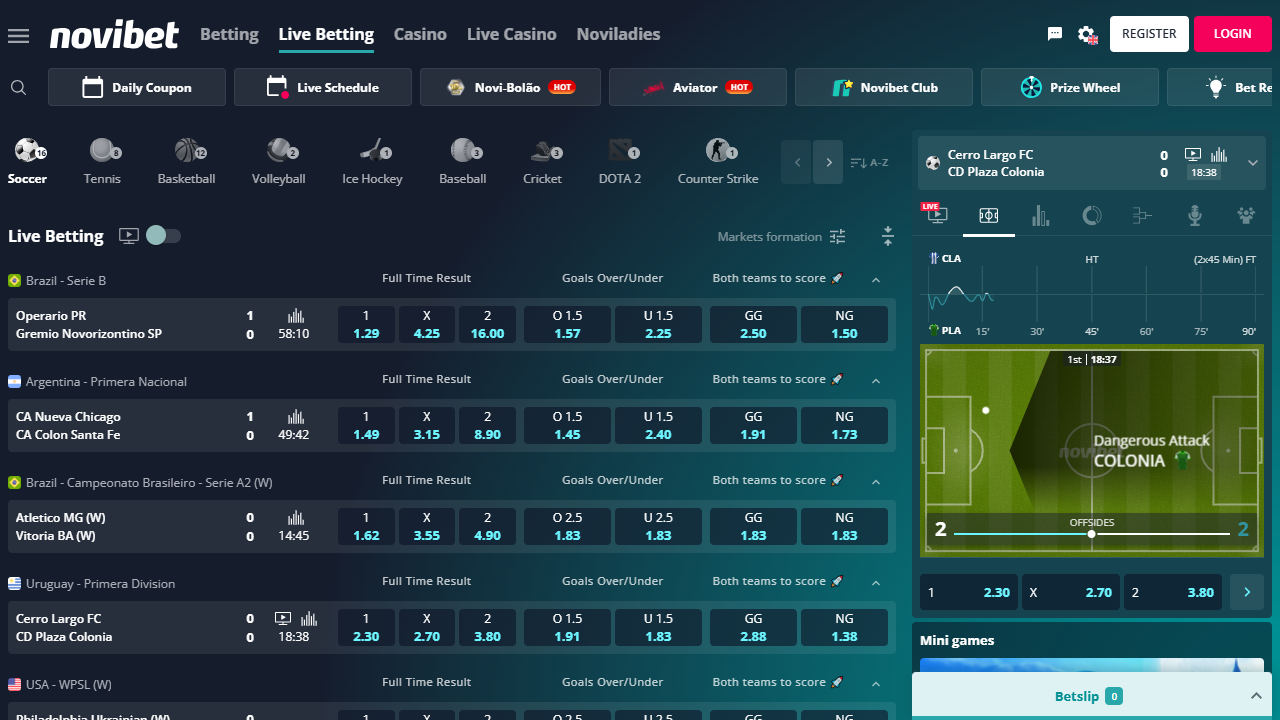 novibet
Betting
Live Betting
Casino
Live Casino
Noviladies
REGISTER
LOGIN
Daily Coupon
Live Schedule
Novi-Bolão HOT
Aviator HOT
Novibet Club
Prize Wheel
Bet Re
16
8
12
2
1
3
3
1
1
Soccer
Tennis
Basketball
Volleyball
Ice Hockey
Baseball
Cricket
DOTA 2
Counter Strike
A-Z
Live Betting
Markets formation
Brazil - Serie B
Full Time Result
Goals Over/Under
Both teams to score
Operario PR 1
Gremio Novorizontino SP 0 58:10
1 X 2 O 1.5 U 1.5 GG NG
1.29 4.25 16.00 1.57 2.25 2.50 1.50
Argentina - Primera Nacional
Full Time Result
Goals Over/Under
Both teams to score
CA Nueva Chicago 1
CA Colon Santa Fe 0 49:42
1 X 2 O 1.5 U 1.5 GG NG
1.49 3.15 8.90 1.45 2.40 1.91 1.73
Brazil - Campeonato Brasileiro - Serie A2 (W)
Full Time Result
Goals Over/Under
Both teams to score
Atletico MG (W) 0
Vitoria BA (W) 0 14:45
1 X 2 O 2.5 U 2.5 GG NG
1.62 3.55 4.90 1.83 1.83 1.83 1.83
Uruguay - Primera Division
Full Time Result
Goals Over/Under
Both teams to score
Cerro Largo FC 0
CD Plaza Colonia 0 18:38
1 X 2 O 1.5 U 1.5 GG NG
2.30 2.70 3.80 1.91 1.83 2.88 1.38
USA - WPSL (W)
Full Time Result
Goals Over/Under
Both teams to score
Philadelphia Ukrainian (W) 0
1 X 2 O 2.5 U 2.5 GG NG
Cerro Largo FC 0
CD Plaza Colonia 0 18:38
LIVE
CLA HT (2x45 Min) FT
PLA 15' 30' 45' 60' 75' 90'
1st | 18:37
novibet
Dangerous Attack
COLONIA
OFFSIDES
2 2
1 2.30 X 2.70 2 3.80
Mini games
Betslip 0